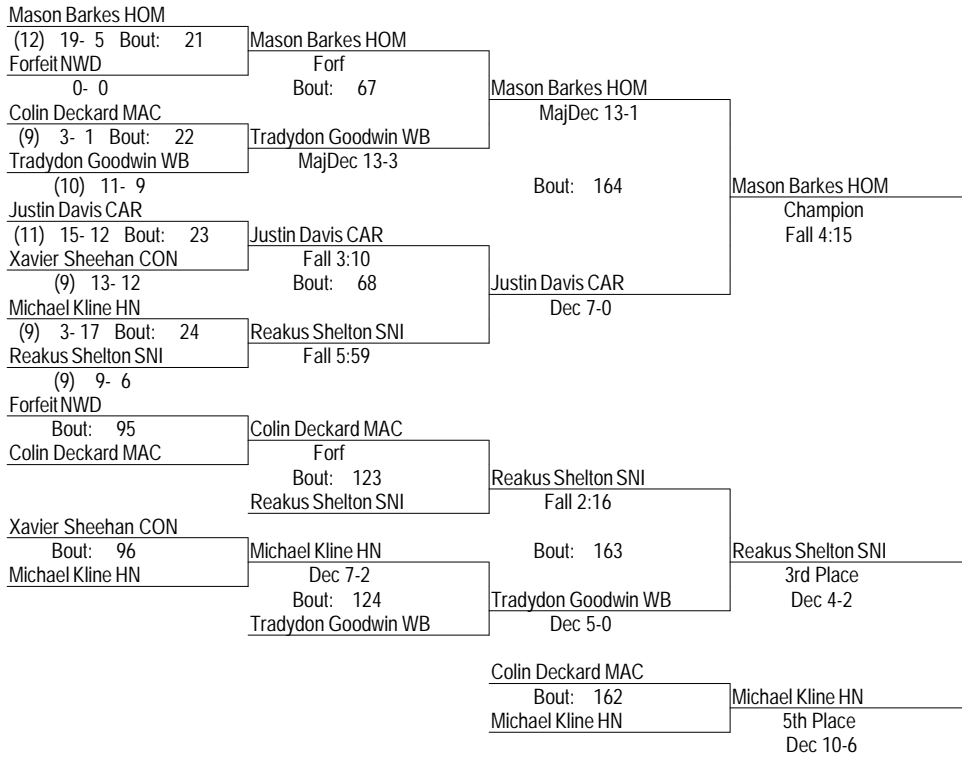 Mason Barkes HOM
(12) 19- 5 Bout: 21
Mason Barkes HOM
Forfeit NWD
Forf
0- 0
Bout: 67
Mason Barkes HOM
Colin Deckard MAC
MajDec 13-1
(9) 3- 1 Bout: 22
Tradydon Goodwin WB
Tradydon Goodwin WB
MajDec 13-3
(10) 11- 9
Bout: 164
Mason Barkes HOM
Justin Davis CAR
Champion
(11) 15- 12 Bout: 23
Justin Davis CAR
Fall 4:15
Xavier Sheehan CON
Fall 3:10
(9) 13- 12
Bout: 68
Justin Davis CAR
Michael Kline HN
Dec 7-0
(9) 3- 17 Bout: 24
Reakus Shelton SNI
Reakus Shelton SNI
Fall 5:59
(9) 9- 6
Forfeit NWD
Bout: 95
Colin Deckard MAC
Colin Deckard MAC
Forf
Bout: 123
Reakus Shelton SNI
Reakus Shelton SNI
Fall 2:16
Xavier Sheehan CON
Bout: 96
Michael Kline HN
Bout: 163
Reakus Shelton SNI
Michael Kline HN
Dec 7-2
3rd Place
Bout: 124
Tradydon Goodwin WB
Dec 4-2
Tradydon Goodwin WB
Dec 5-0
Colin Deckard MAC
Bout: 162
Michael Kline HN
Michael Kline HN
5th Place
Dec 10-6